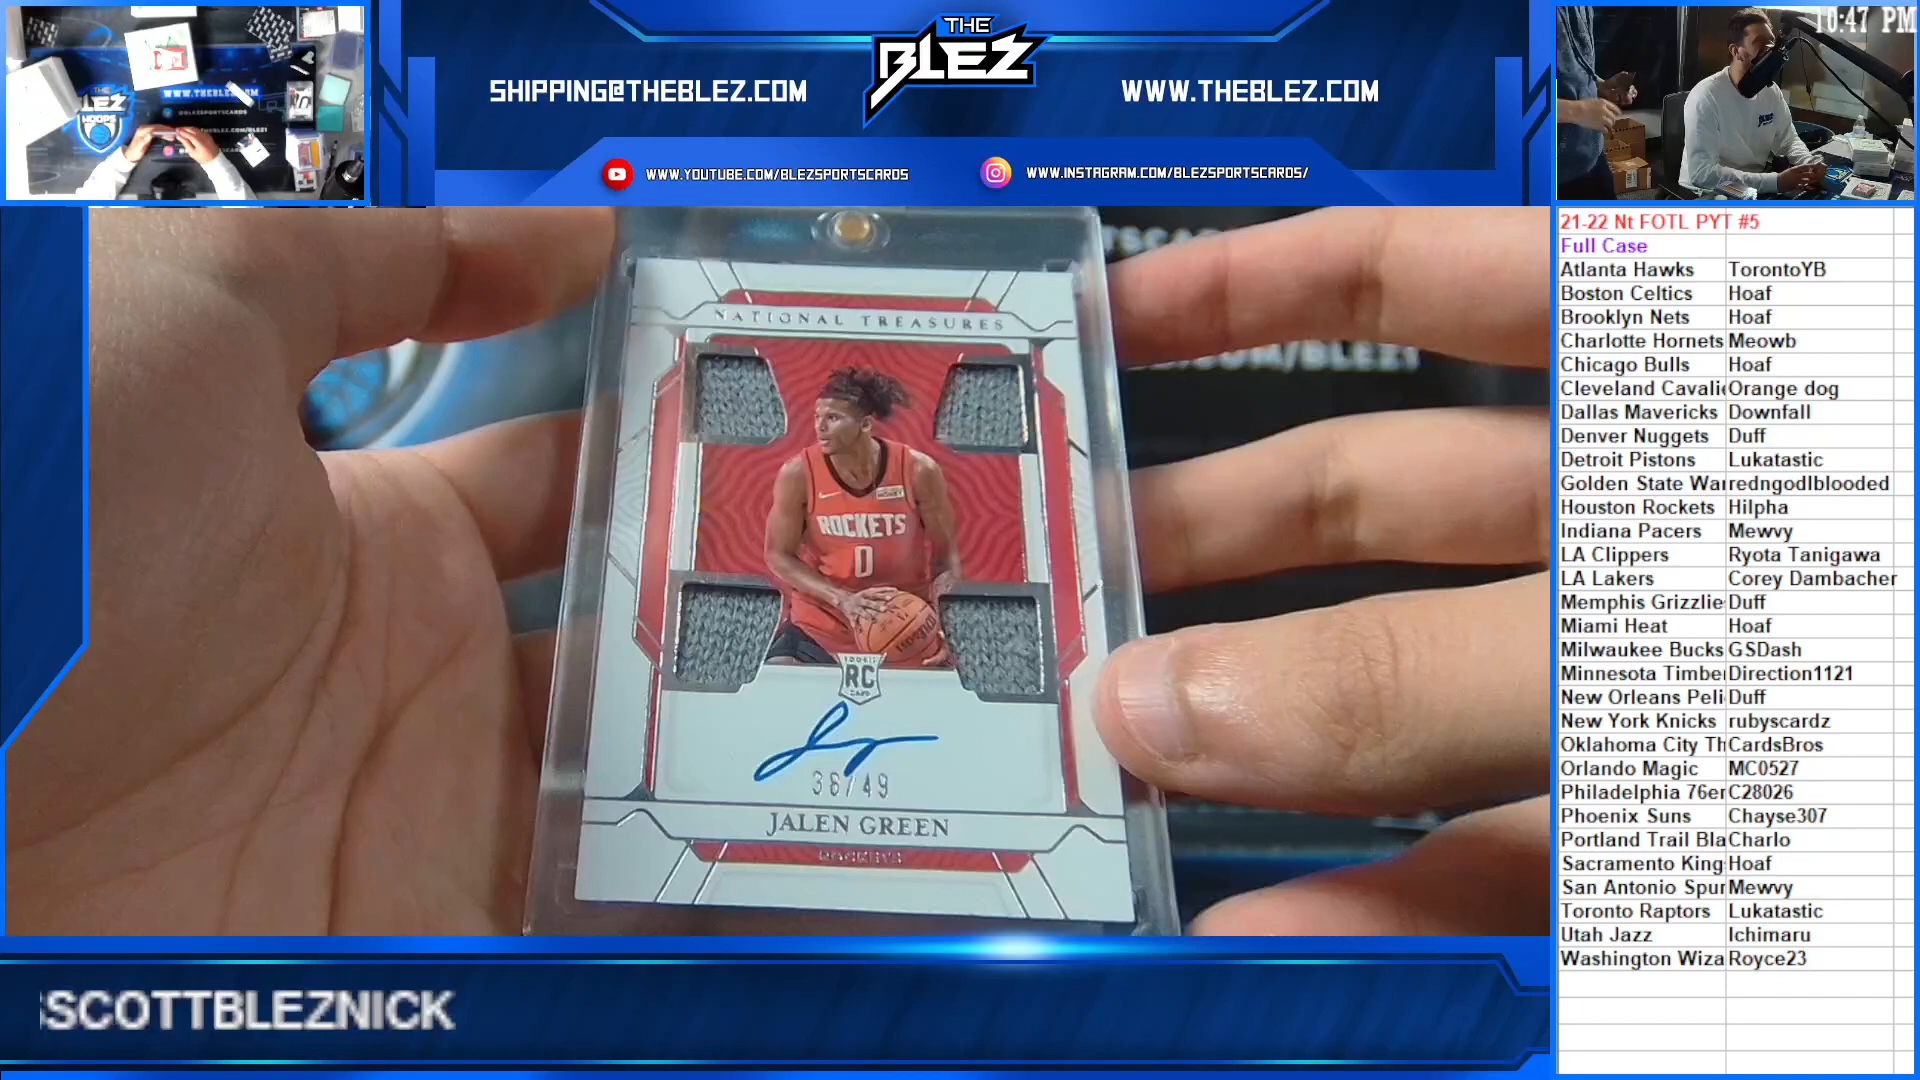 10:47 PM
THE
BLEZ
SHIPPING@THEBLEZ.COM
WWW.THEBLEZ.COM
WWW.YOUTUBE.COM/BLEZSPORTSCARDS
WWW.INSTAGRAM.COM/BLEZSPORTSCARDS/
NATIONAL TREASURES
ROCKETS
0
RC
38/49
JALEN GREEN
ROCKETS
SCOTTBLEZNICK
21-22 Nt FOTL PYT #5
Full Case
Atlanta Hawks TorontoYB
Boston Celtics Hoaf
Brooklyn Nets Hoaf
Charlotte Hornets Meowb
Chicago Bulls Hoaf
Cleveland Cavali Orange dog
Dallas Mavericks Downfall
Denver Nuggets Duff
Detroit Pistons Lukatastic
Golden State War redngodlblooded
Houston Rockets Hilpha
Indiana Pacers Mewvy
LA Clippers Ryota Tanigawa
LA Lakers Corey Dambacher
Memphis Grizzlie Duff
Miami Heat Hoaf
Milwaukee Bucks GSDash
Minnesota Timbe Direction1121
New Orleans Peli Duff
New York Knicks rubyscardz
Oklahoma City Th CardsBros
Orlando Magic MC0527
Philadelphia 76er C28026
Phoenix Suns Chayse307
Portland Trail Bla Charlo
Sacramento King Hoaf
San Antonio Spur Mewvy
Toronto Raptors Lukatastic
Utah Jazz Ichimaru
Washington Wiza Royce23